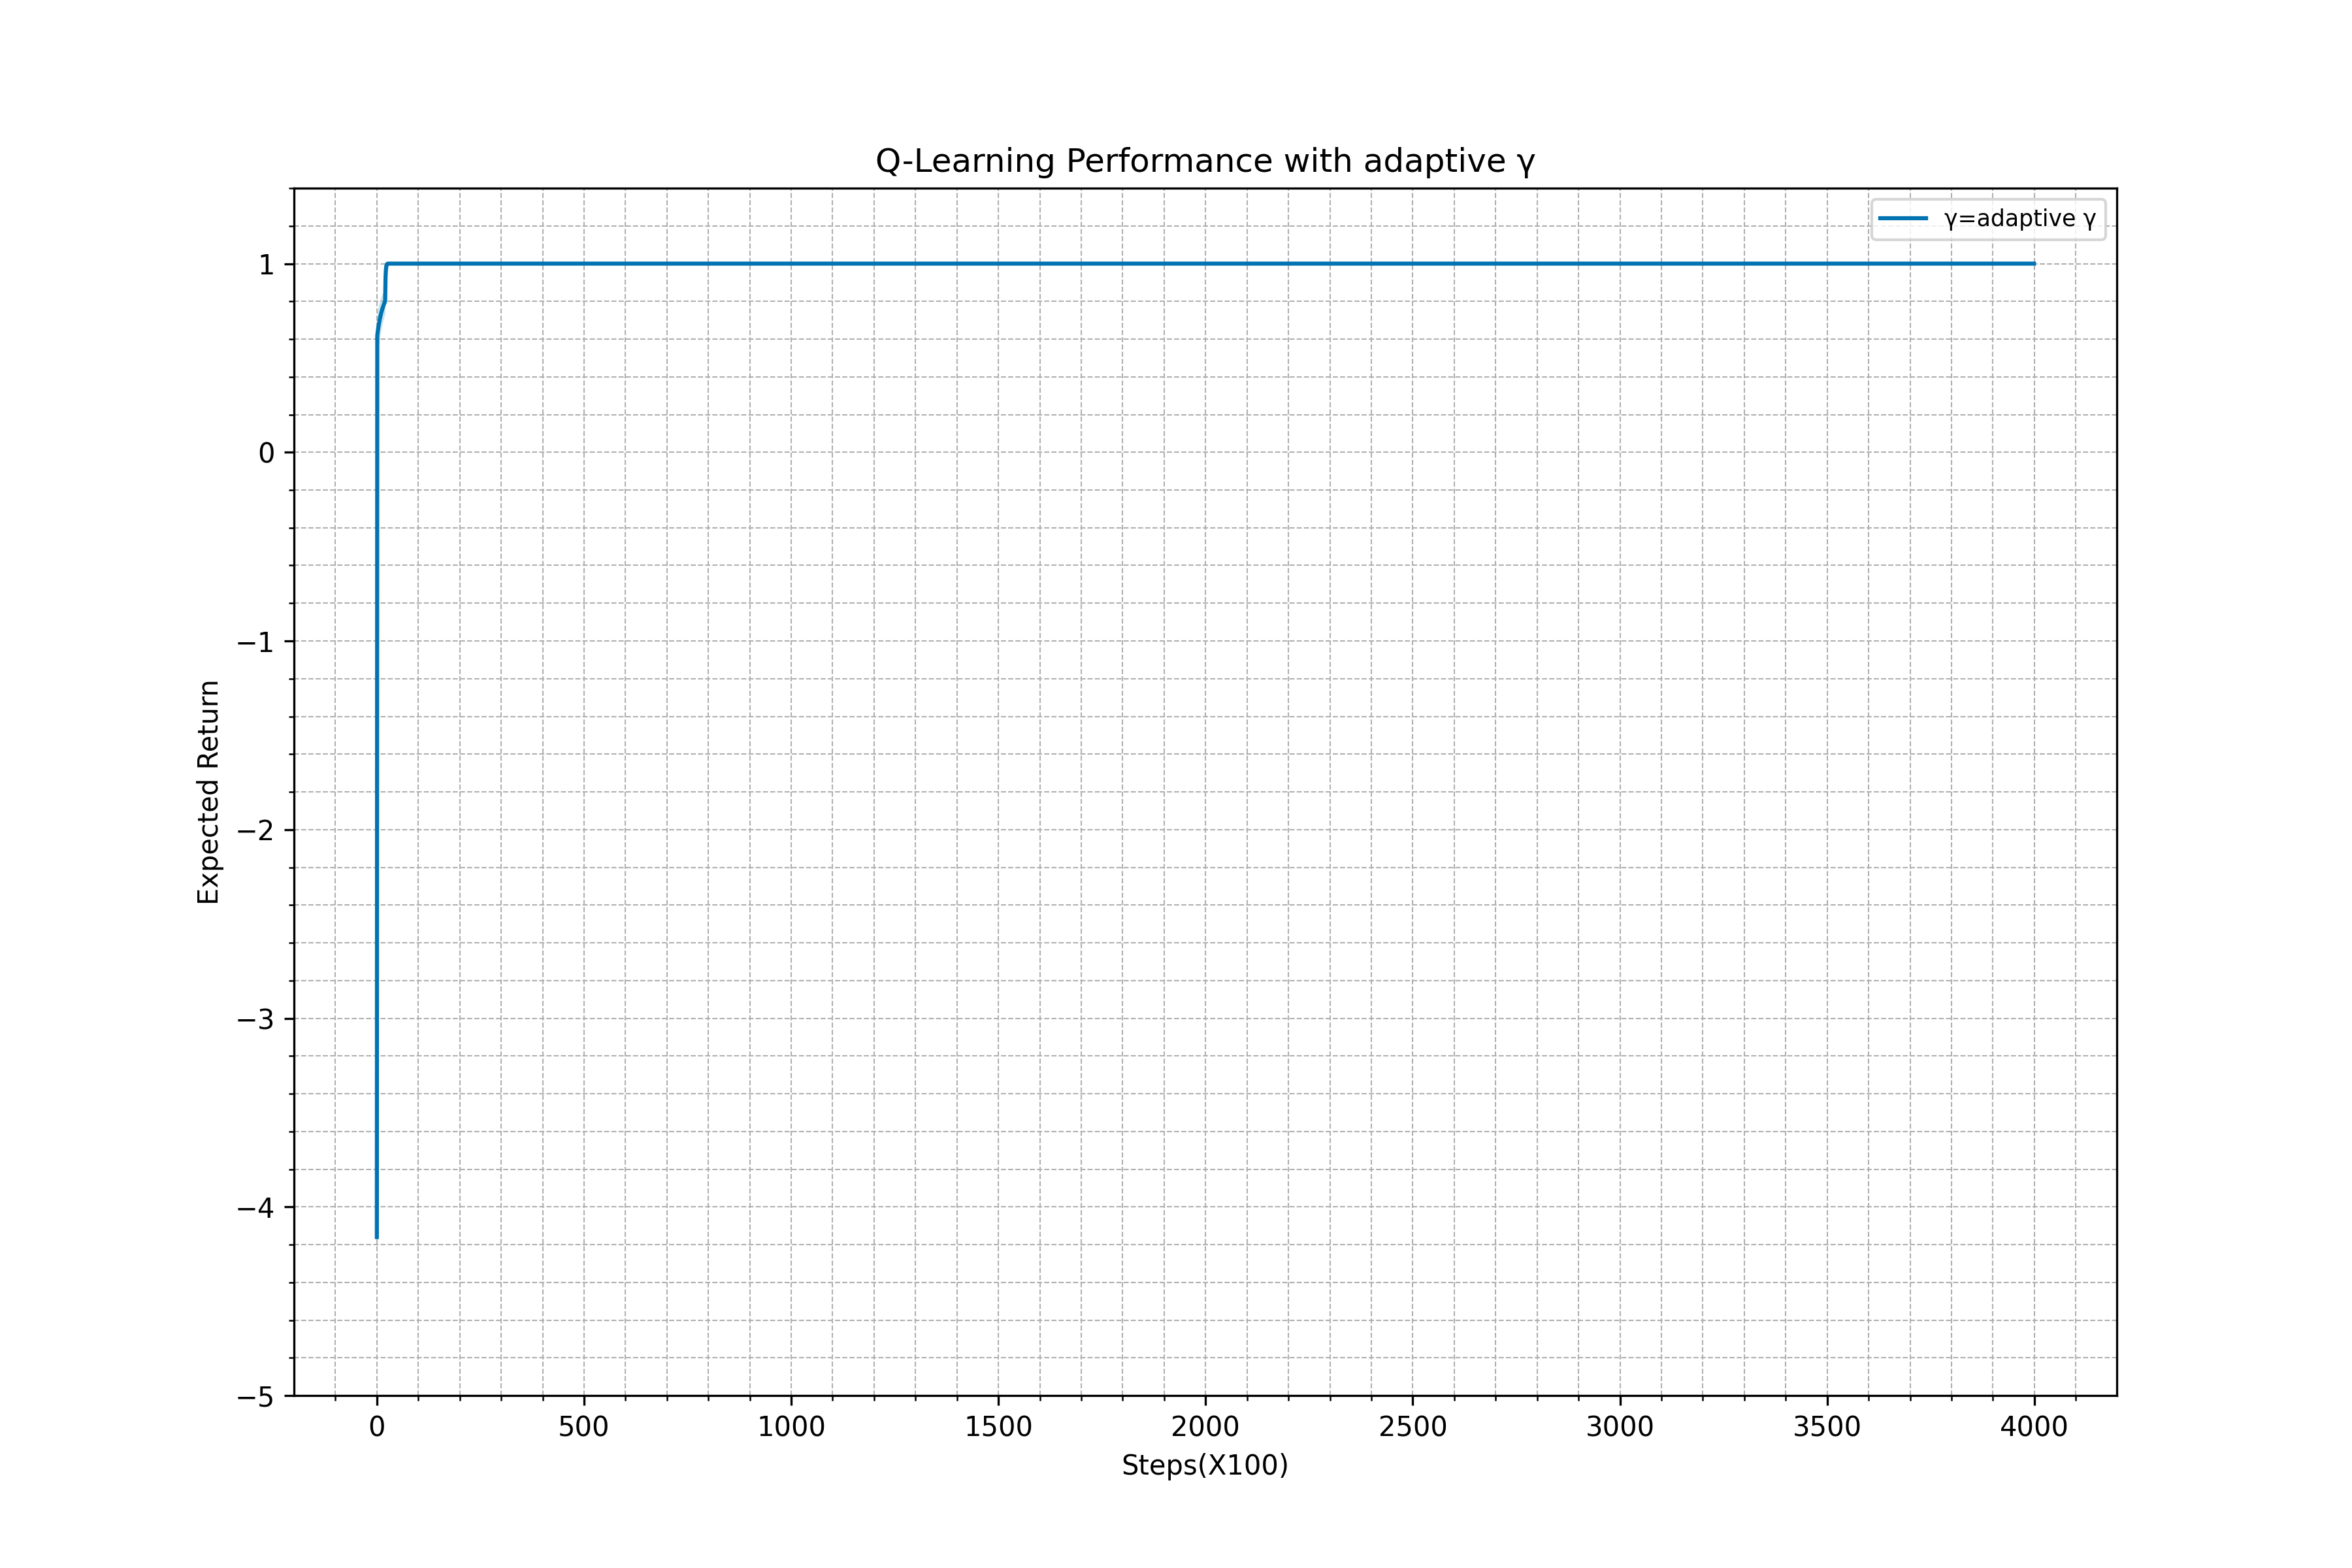 Q-Learning Performance with adaptive γ
γ=adaptive γ
1
0
−1
−2
−3
−4
−5
Expected Return
0 500 1000 1500 2000 2500 3000 3500 4000
Steps(X100)